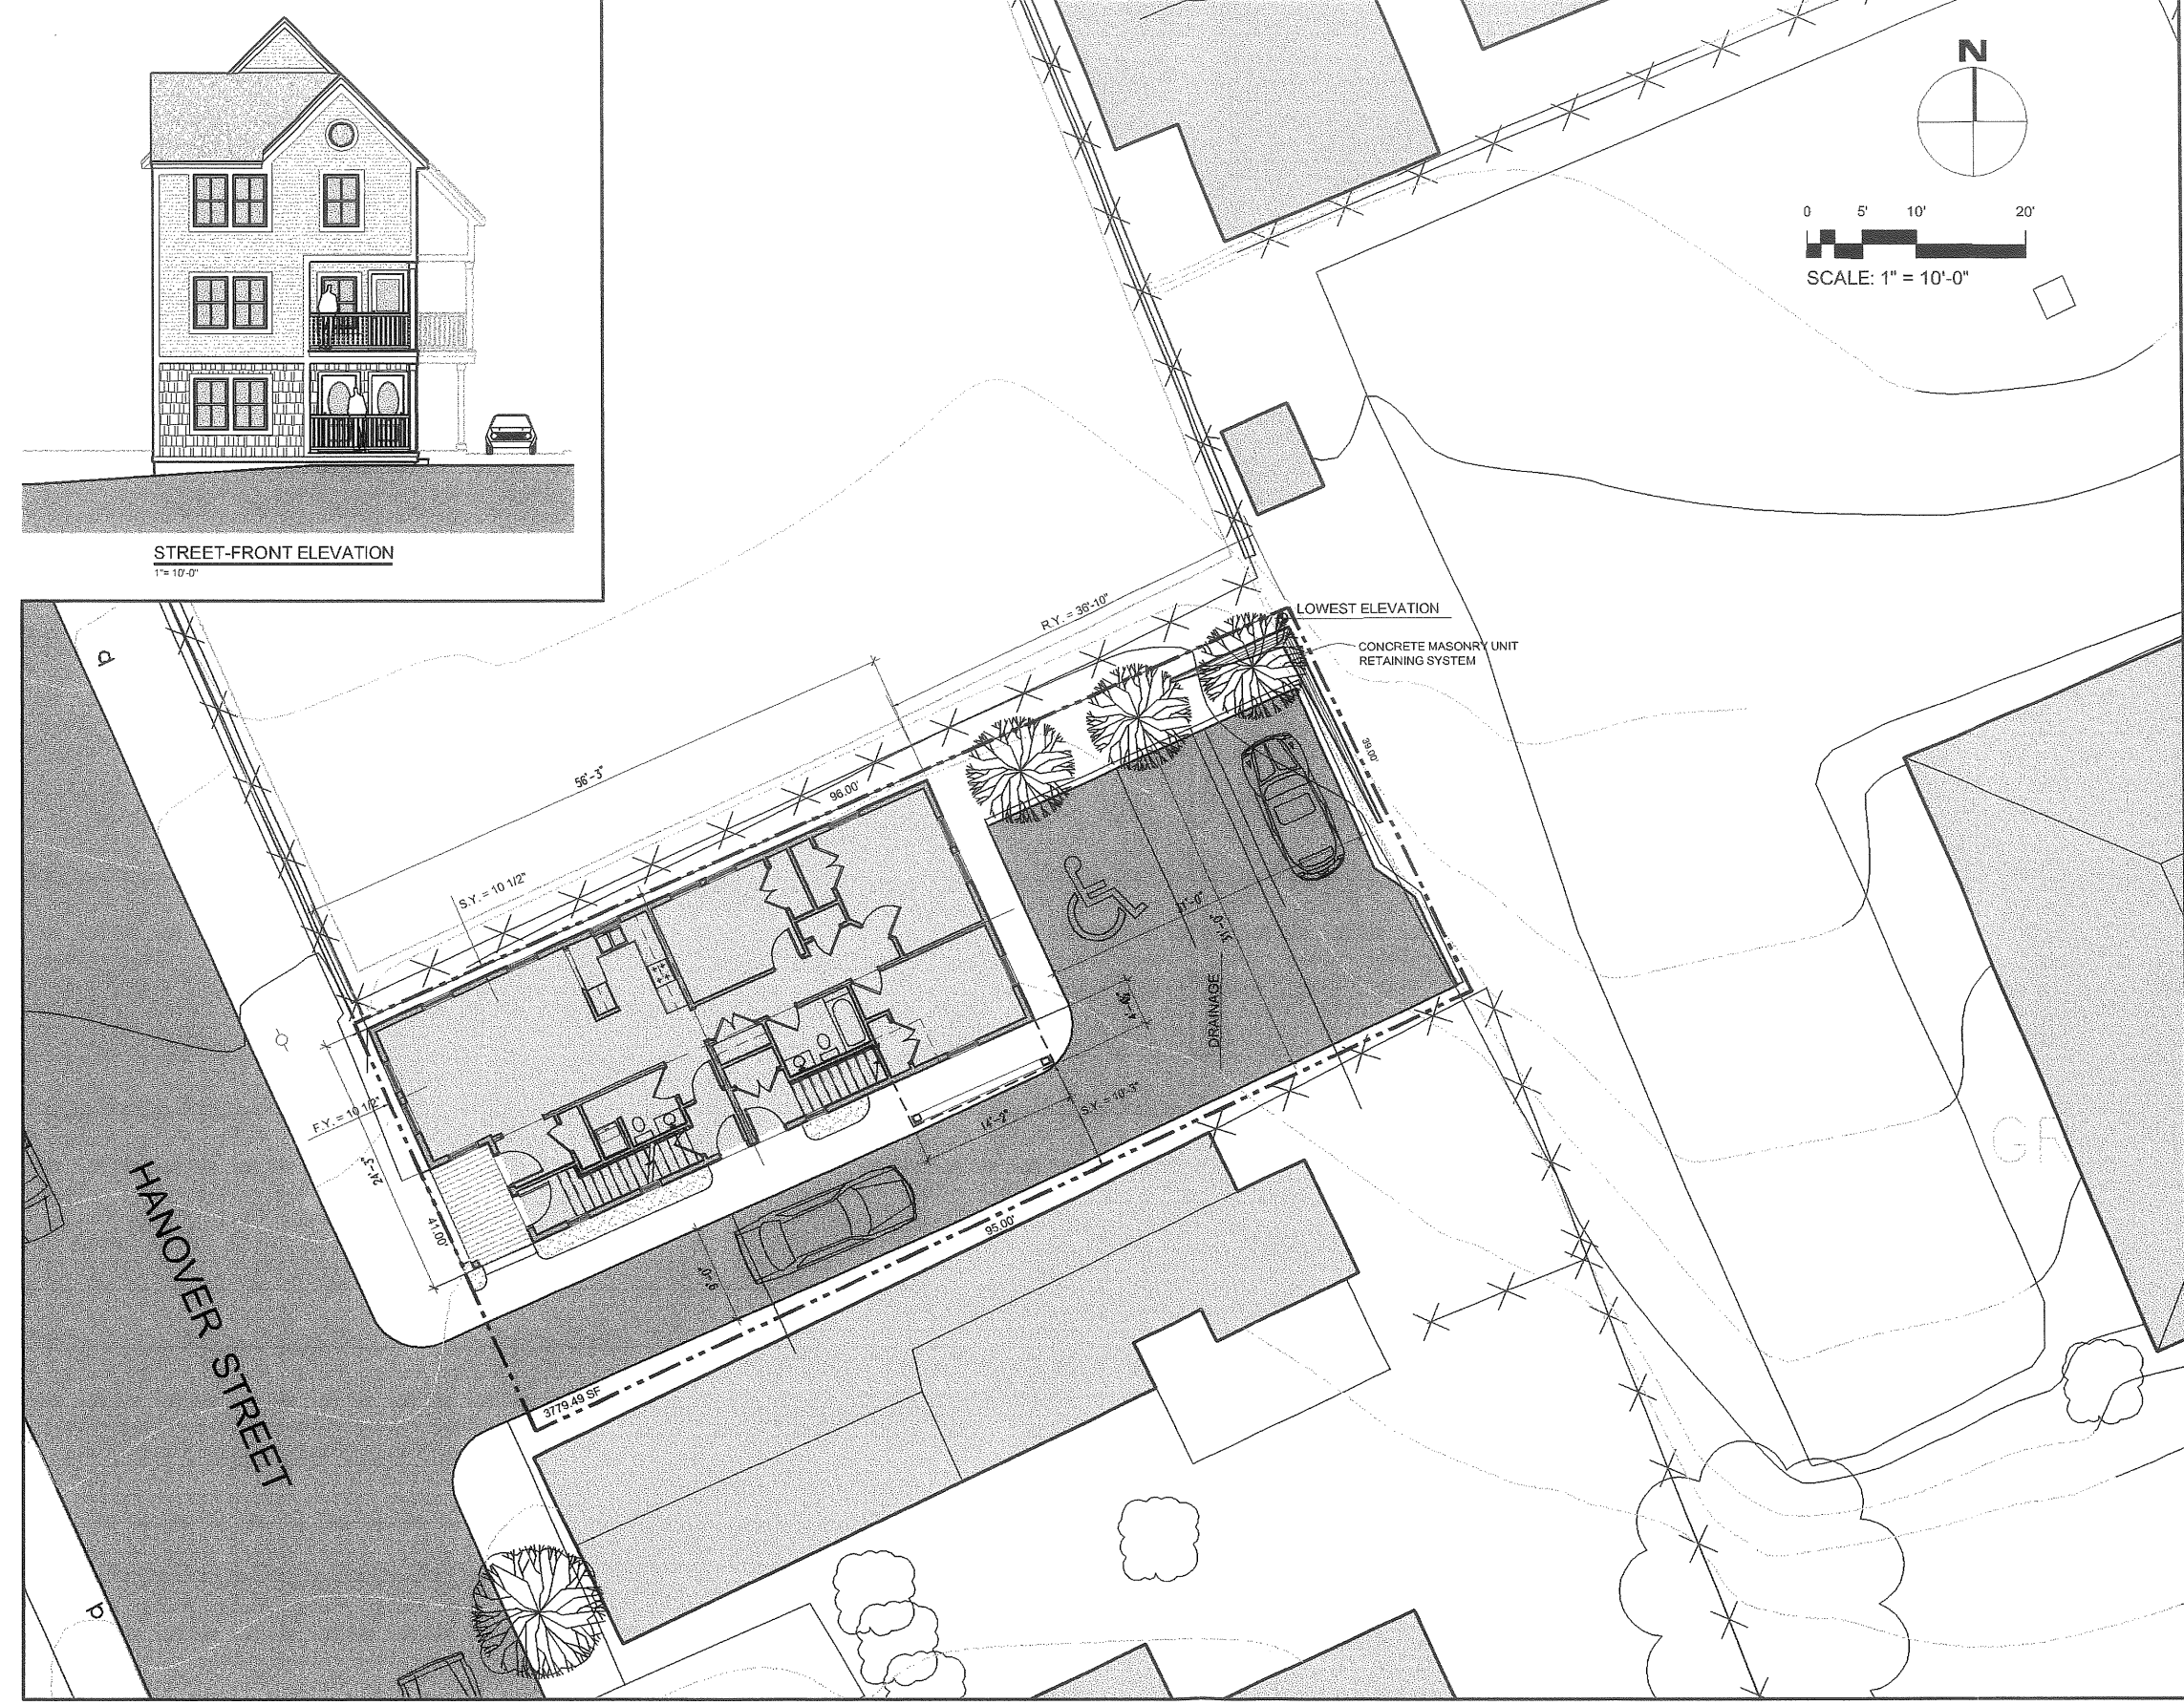 N
0 5' 10' 20'
SCALE: 1" = 10'-0"
STREET-FRONT ELEVATION
1"= 10'-0"
R.Y. = 36'-10"
LOWEST ELEVATION
CONCRETE MASONRY UNIT
RETAINING SYSTEM
39.00'
56'-3"
96.00'
S.Y. = 10 1/2"
DRAINAGE
F.Y. = 10 1/2"
24'-3"
41.00'
14'-2"
S.Y. = 10'-3"
9'-0"
95.00'
3779.49 SF
HANOVER STREET